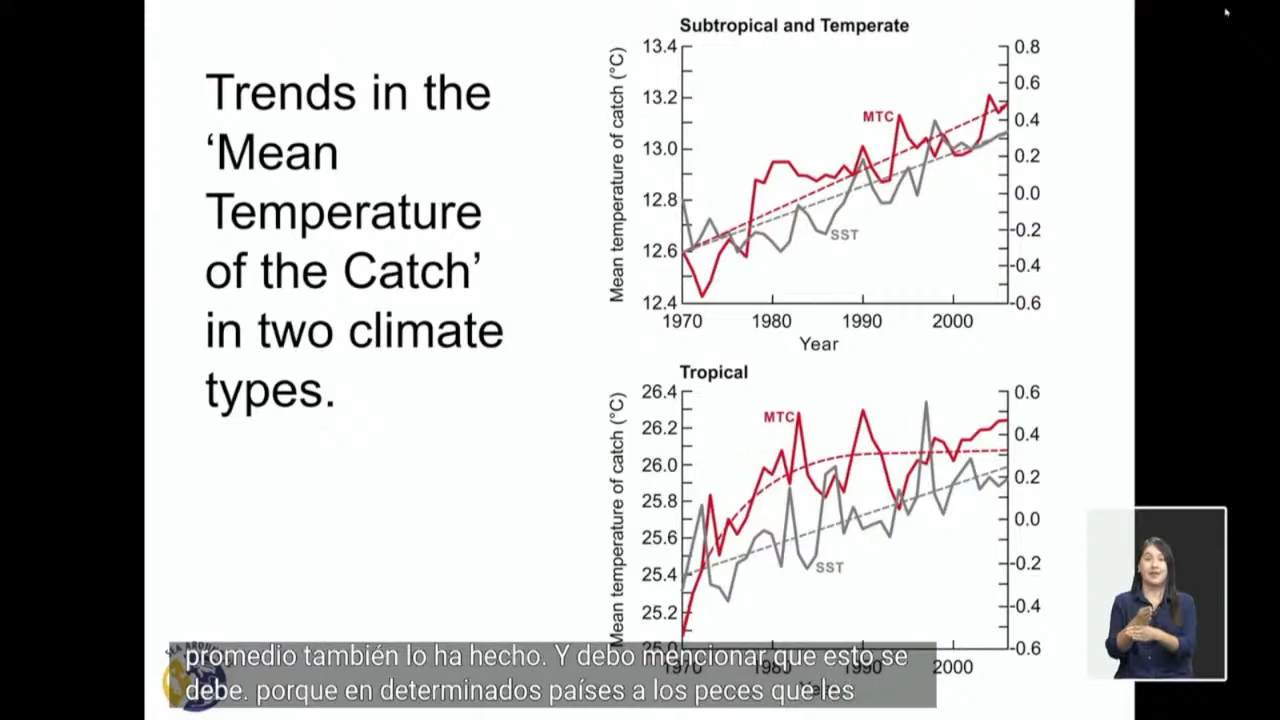 Trends in the
‘Mean
Temperature
of the Catch’
in two climate
types.
Subtropical and Temperate
Mean temperature of catch (°C)
13.4
13.2
13.0
12.8
12.6
12.4
0.8
0.6
0.4
0.2
0.0
-0.2
-0.4
-0.6
MTC
SST
1970 1980 1990 2000
Year
Tropical
Mean temperature of catch (°C)
26.4
26.2
26.0
25.8
25.6
25.4
25.2
25.0
0.6
0.4
0.2
0.0
-0.2
-0.4
-0.6
MTC
SST
1970 1980 1990 2000
promedio también lo ha hecho. Y debo mencionar que esto se
debe. porque en determinados países a los peces que les